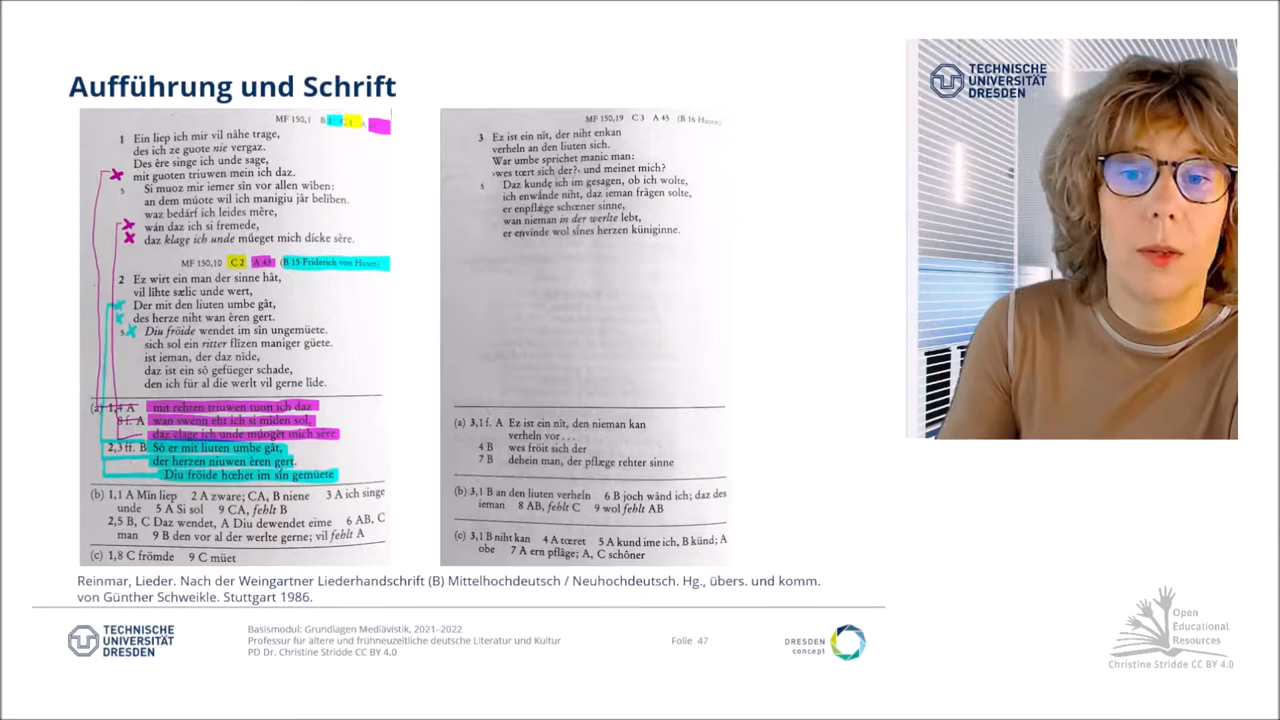 Aufführung und Schrift
MF 150,1 B 1 C 1 A
1 Ein liep ich mir vil nâhe trage,
des ich ze guote nie vergaz.
Des êre singe ich unde sage,
mit guoten triuwen mein ich daz.
5 Si muoz mir iemer sîn vor allen wîben:
an dem mûote wil ich manigiu jâr belîben.
waz bedárf ich leides mêre,
wán daz ich si fremede,
daz klage ich unde mûeget mich dicke sêre.
MF 150,10 C 2 A 43 (B 15 Friderich von Husen)
2 Ez wirt ein man der sinne hât,
vil lîhte sælic unde wert,
Der mit den liuten umbe gât,
des herze niht wan êren gert.
5 Diu fröide wendet im sîn ungemüete.
sich sol ein ritter flîzen maniger güete.
ist ieman, der daz nîde,
daz ist ein sô gefüeger schade,
den ich für al die werlt vil gerne lîde.
(a) 1,4 A mit rehten triuwen tuon ich daz
8 f. A wan swenn eht ich si miden sol,
daz clage ich unde múoget mich sêre
2,3 ff. B Sô er mit liuten umbe gât,
der herzen niuwen êren gert.
Diu fröide hœhet im sîn gemüete
(b) 1,1 A Min liep 2 A zware; CA, B niene 3 A ich singe
unde 5 A Si sol 9 CA, fehlt B
2,5 B, C Daz wendet, A Diu dewendet eime 6 AB, C
man 9 B den vor al der werlte gerne; vil fehlt A
(c) 1,8 C frömde 9 C müet
MF 150,19 C 3 A 45 (B 16 Husen)
3 Ez ist ein nît, der niht enkan
verheln an den liuten sich.
War umbe sprichet manic man:
›wes tœrt sich der?‹ und meinet mich?
5 Daz kunde ich im gesagen, ob ich wolte,
ich enwânde niht, daz ieman frâgen solte,
er enpflæge schœner sinne,
wan nieman in der werlte lebt,
er envinde wol sînes herzen küniginne.
(a) 3,1 f. A Ez ist ein nît, den nieman kan
verheln vor . . .
4 B wes fröit sich der
7 B dehein man, der pflæge rehter sinne
(b) 3,1 B an den liuten verheln 6 B joch wând ich; daz des
ieman 8 AB, fehlt C 9 wol fehlt AB
(c) 3,1 B niht kan 4 A tœret 5 A kund ime ich, B künd; A
obe 7 A ern pfläge; A, C schöner
Reinmar, Lieder. Nach der Weingartner Liederhandschrift (B) Mittelhochdeutsch / Neuhochdeutsch. Hg., übers. und komm.
von Günther Schweikle. Stuttgart 1986.
TECHNISCHE
UNIVERSITÄT
DRESDEN
Basismodul: Grundlagen Mediävistik, 2021–2022
Professur für ältere und frühneuzeitliche deutsche Literatur und Kultur
PD Dr. Christine Stridde CC BY 4.0
Folie 47
DRESDEN
concept
TECHNISCHE
UNIVERSITÄT
DRESDEN
Open
Educational
Resources
Christine Stridde CC BY 4.0